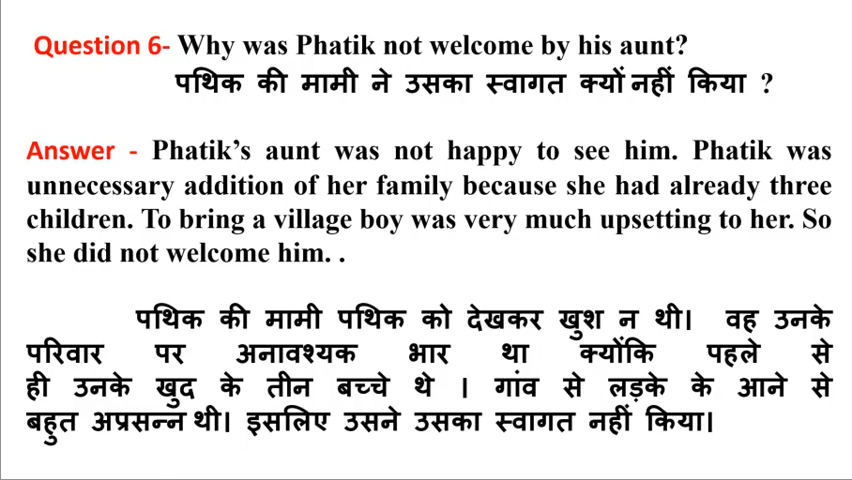 Question 6- Why was Phatik not welcome by his aunt?
पथिक की मामी ने उसका स्वागत क्यों नहीं किया ?
Answer - Phatik’s aunt was not happy to see him. Phatik was
unnecessary addition of her family because she had already three
children. To bring a village boy was very much upsetting to her. So
she did not welcome him. .
पथिक की मामी पथिक को देखकर खुश न थी। वह उनके
परिवार पर अनावश्यक भार था क्योंकि पहले से
ही उनके खुद के तीन बच्चे थे । गांव से लड़के के आने से
बहुत अप्रसन्न थी। इसलिए उसने उसका स्वागत नहीं किया।